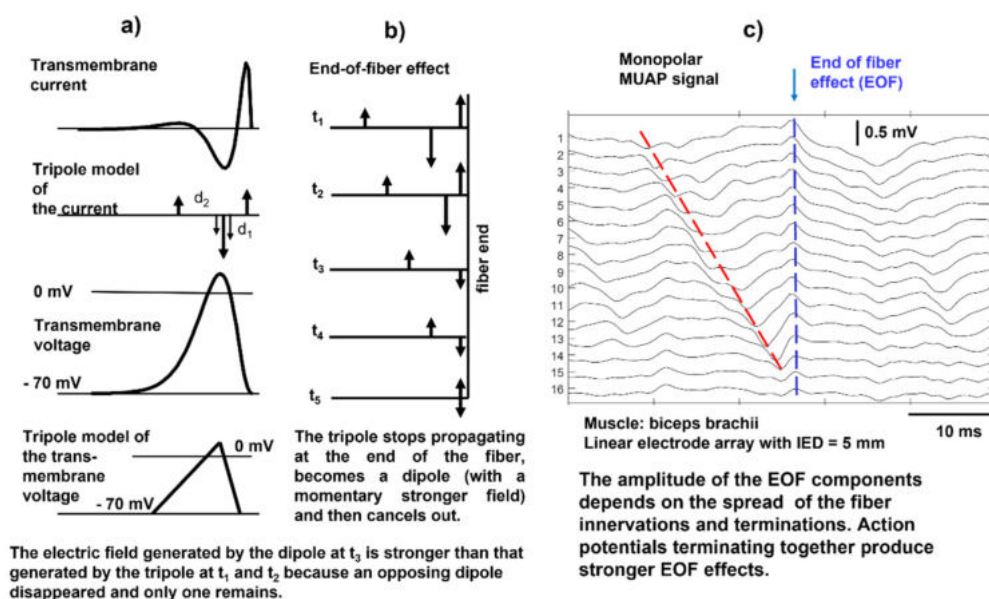 a)
Transmembrane
current
Tripole model
of
the current
d2
d1
0 mV
Transmembrane
voltage
- 70 mV
Tripole model of
the trans-
membrane
voltage
0 mV
- 70 mV
b)
End-of-fiber effect
t1
t2
t3
t4
t5
fiber end
The tripole stops propagating
at the end of the fiber,
becomes a dipole (with a
momentary stronger field)
and then cancels out.
The electric field generated by the dipole at t3 is stronger than that
generated by the tripole at t1 and t2 because an opposing dipole
disappeared and only one remains.
c)
Monopolar
MUAP signal
End of fiber
effect (EOF)
0.5 mV
1
2
3
4
5
6
7
8
9
10
11
12
13
14
15
16
10 ms
Muscle: biceps brachii
Linear electrode array with IED = 5 mm
The amplitude of the EOF components
depends on the spread of the fiber
innervations and terminations. Action
potentials terminating together produce
stronger EOF effects.